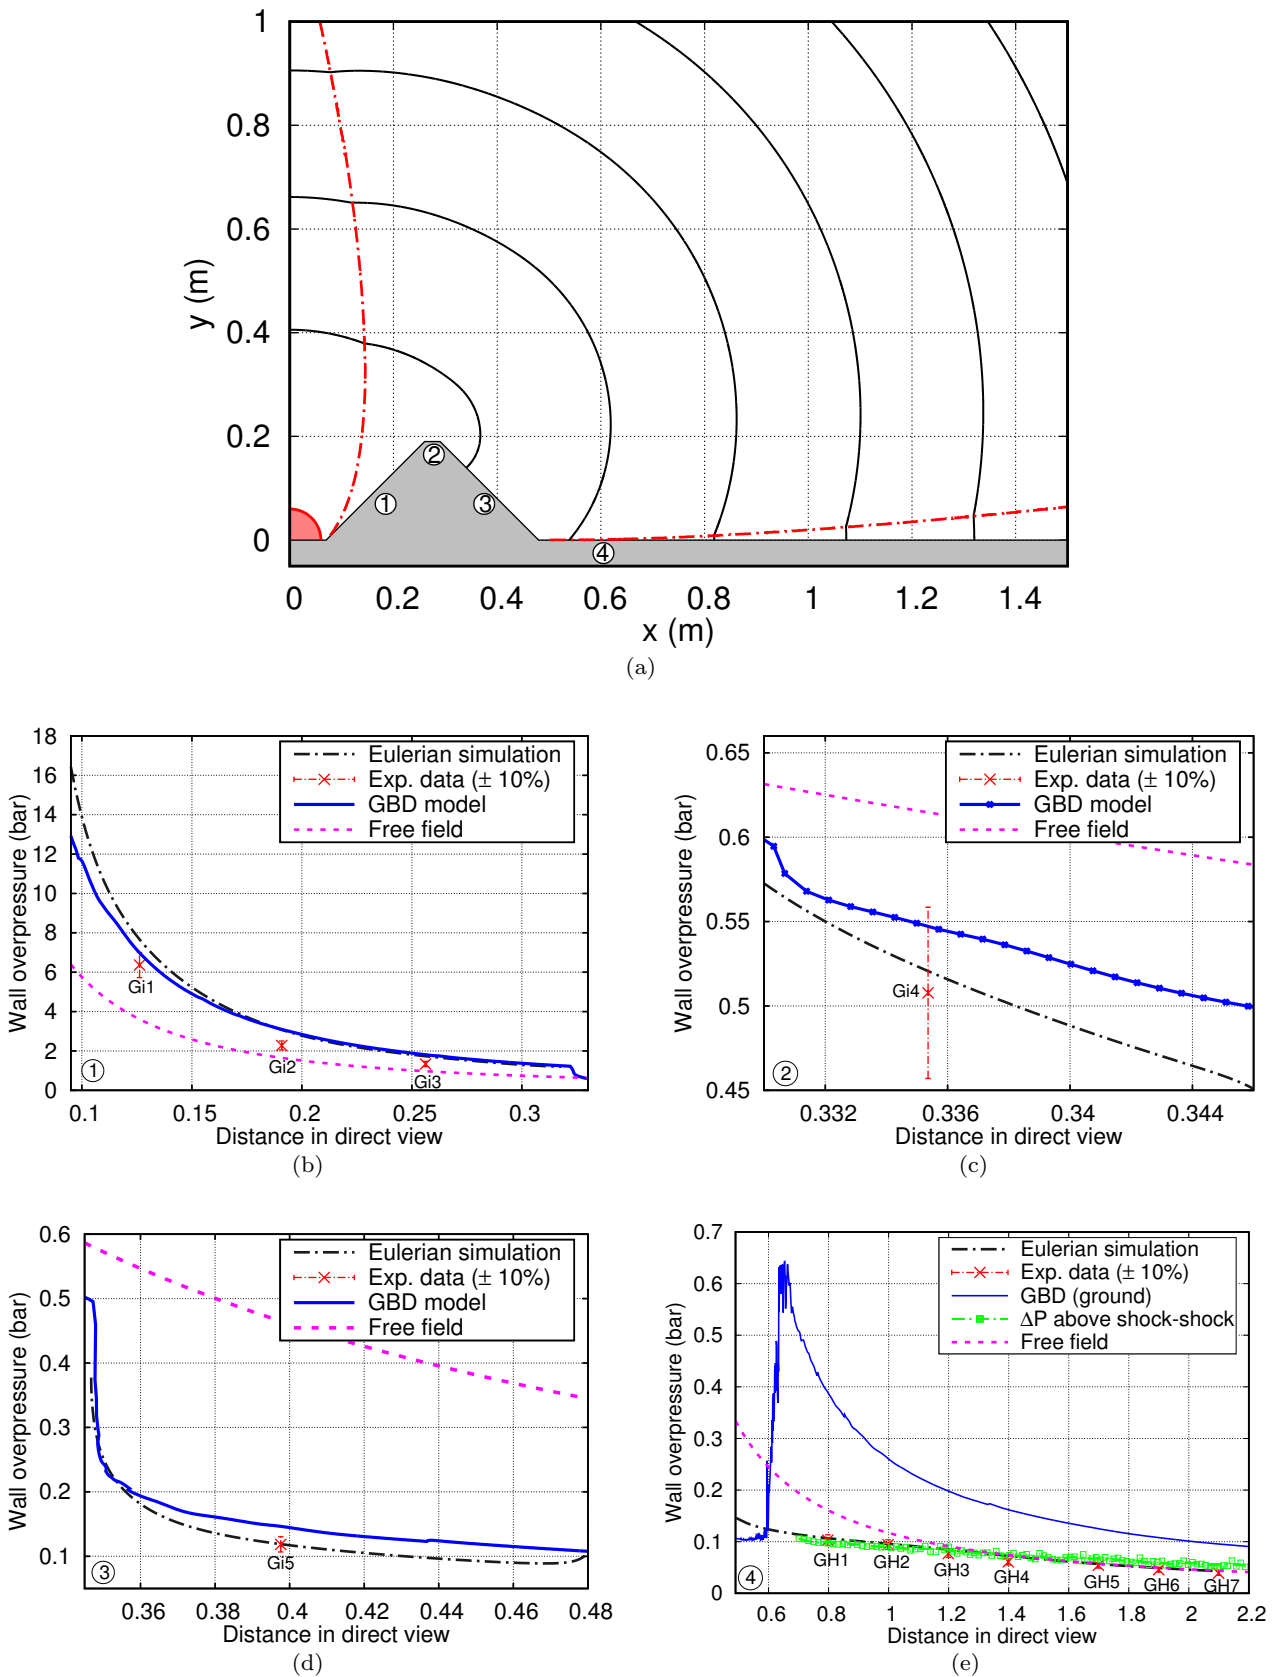 1
0.8
0.6
0.4
0.2
0
y (m)
① ② ③ ④
0 0.2 0.4 0.6 0.8 1 1.2 1.4
x (m)
(a)
18
16
14
12
10
8
6
4
2
0
Wall overpressure (bar)
Eulerian simulation
Exp. data (± 10%)
GBD model
Free field
Gi1
Gi2
Gi3
①
0.1 0.15 0.2 0.25 0.3
Distance in direct view
(b)
0.65
0.6
0.55
0.5
0.45
Wall overpressure (bar)
Eulerian simulation
Exp. data (± 10%)
GBD model
Free field
Gi4
②
0.332 0.336 0.34 0.344
Distance in direct view
(c)
0.6
0.5
0.4
0.3
0.2
0.1
Wall overpressure (bar)
Eulerian simulation
Exp. data (± 10%)
GBD model
Free field
Gi5
③
0.36 0.38 0.4 0.42 0.44 0.46 0.48
Distance in direct view
(d)
0.7
0.6
0.5
0.4
0.3
0.2
0.1
0
Wall overpressure (bar)
Eulerian simulation
Exp. data (± 10%)
GBD (ground)
ΔP above shock-shock
Free field
GH1 GH2 GH3 GH4 GH5 GH6 GH7
④
0.6 0.8 1 1.2 1.4 1.6 1.8 2 2.2
Distance in direct view
(e)